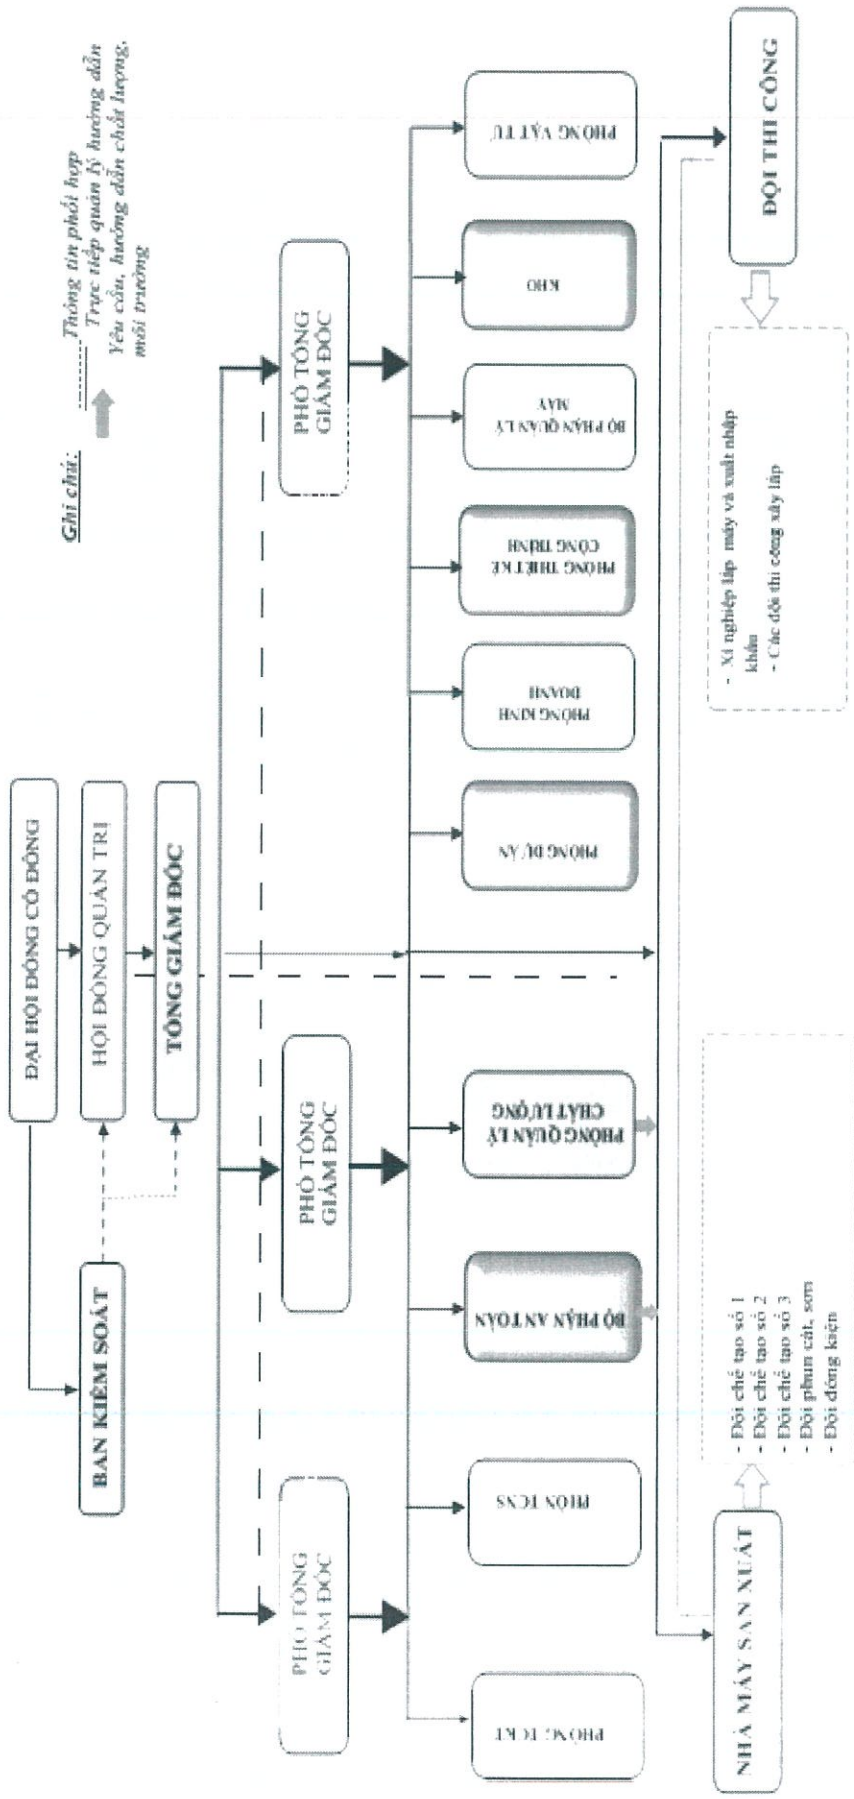 ĐẠI HỘI ĐỒNG CỔ ĐÔNG
HỘI ĐỒNG QUẢN TRỊ
TỔNG GIÁM ĐỐC
BAN KIỂM SOÁT
Ghi chú:
Thông tin phối hợp
Trực tiếp quản lý hướng dẫn
Yêu cầu, hướng dẫn chất lượng,
môi trường
PHÓ TỔNG
GIÁM ĐỐC
PHÓ TỔNG
GIÁM ĐỐC
PHÓ TỔNG
GIÁM ĐỐC
PHÒNG TCKT
PHÒN TCNS
BỘ PHẬN AN TOÀN
PHÒNG QUẢN LÝ
CHẤT LƯỢNG
PHÒNG DỰ ÁN
PHÒNG KINH
DOANH
PHÒNG THIẾT KẾ
CÔNG TRÌNH
BỘ PHẬN QUẢN LÝ
MÁY
KHO
PHÒNG VẬT TƯ
NHÀ MÁY SẢN XUẤT
- Đội chế tạo số 1
- Đội chế tạo số 2
- Đội chế tạo số 3
- Đội phun cát, sơn
- Đội đóng kiện
- Xí nghiệp lắp máy và xuất nhập
khẩu
- Các đội thi công xây lắp
ĐỘI THI CÔNG